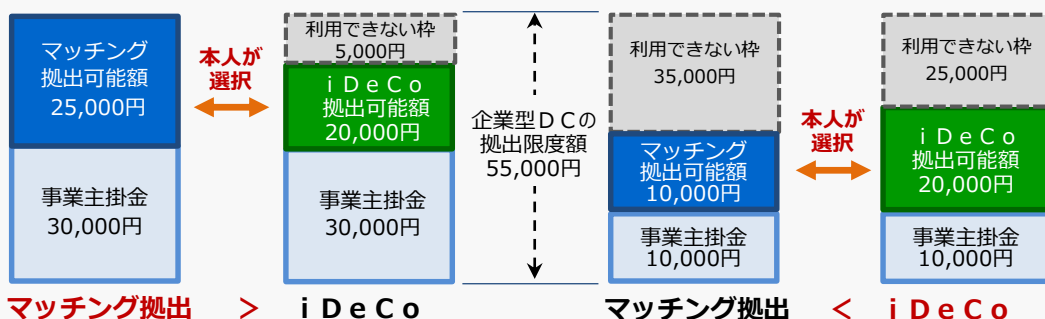 マッチング
拠出可能額
25,000円
事業主掛金
30,000円
本人が
選択
利用できない枠
5,000円
ｉＤｅＣｏ
拠出可能額
20,000円
事業主掛金
30,000円
企業型ＤＣの
拠出限度額
55,000円
利用できない枠
35,000円
マッチング
拠出可能額
10,000円
事業主掛金
10,000円
本人が
選択
利用できない枠
25,000円
ｉＤｅＣｏ
拠出可能額
20,000円
事業主掛金
10,000円
マッチング拠出 ＞ ｉＤｅＣｏ
マッチング拠出 ＜ ｉＤｅＣｏ